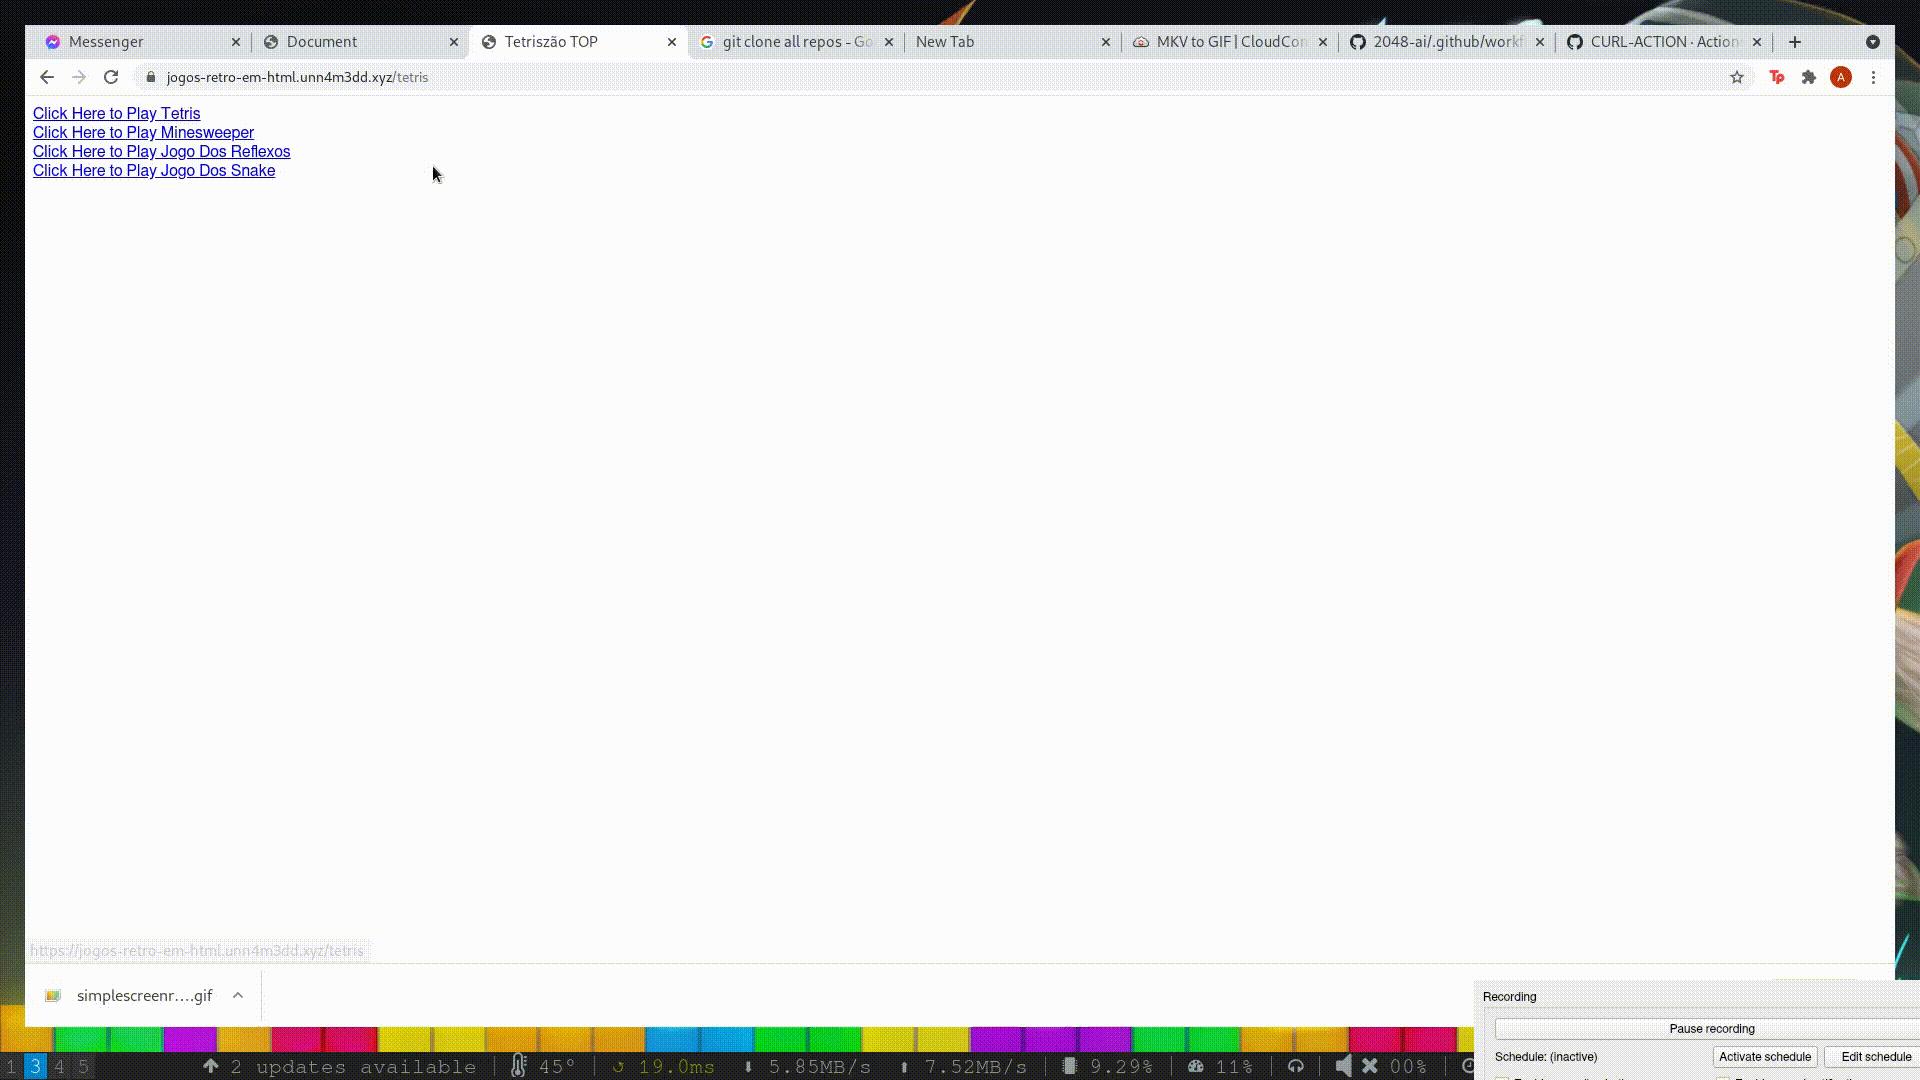 Messenger
Document
Tetriszão TOP
git clone all repos - Go
New Tab
MKV to GIF | CloudCon
2048-ai/.github/workf
CURL-ACTION · Action
jogos-retro-em-html.unn4m3dd.xyz/tetris
Tp
A
Click Here to Play Tetris
Click Here to Play Minesweeper
Click Here to Play Jogo Dos Reflexos
Click Here to Play Jogo Dos Snake
https://jogos-retro-em-html.unn4m3dd.xyz/tetris
simplescreenr....gif
Recording
Pause recording
Schedule: (inactive)
Activate schedule
Edit schedule
1 3 4 5
2 updates available
45°
19.0ms
5.85MB/s
7.52MB/s
9.29%
11%
00%